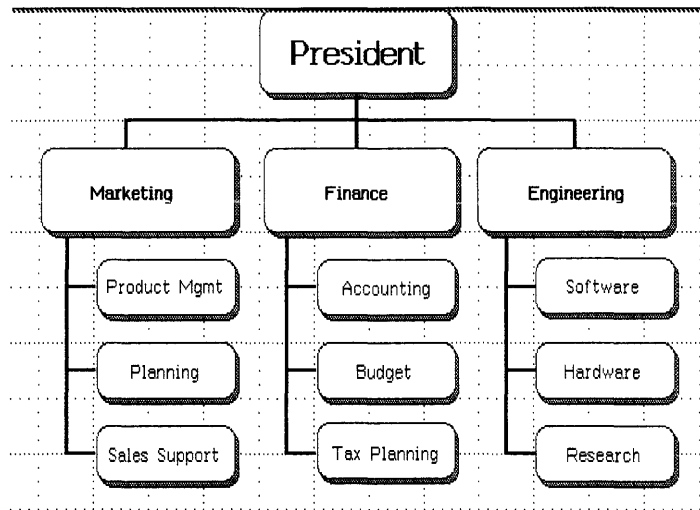 President
Marketing
Finance
Engineering
Product Mgmt
Accounting
Software
Planning
Budget
Hardware
Sales Support
Tax Planning
Research